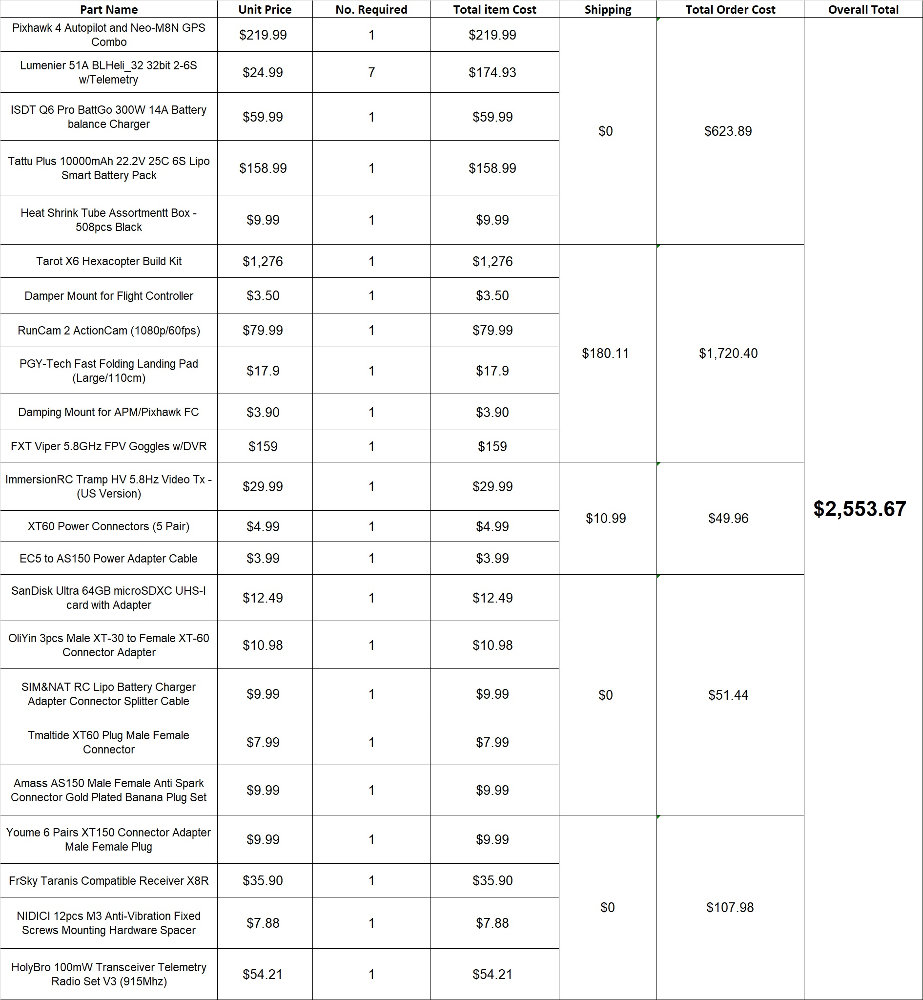 Part Name Unit Price No. Required Total item Cost Shipping Total Order Cost Overall Total
Pixhawk 4 Autopilot and Neo-M8N GPS
Combo
$219.99 1 $219.99
Lumenier 51A BLHeli_32 32bit 2-6S
w/Telemetry
$24.99 7 $174.93
ISDT Q6 Pro BattGo 300W 14A Battery
balance Charger
$59.99 1 $59.99
$0 $623.89
Tattu Plus 10000mAh 22.2V 25C 6S Lipo
Smart Battery Pack
$158.99 1 $158.99
Heat Shrink Tube Assortmentt Box -
508pcs Black
$9.99 1 $9.99
Tarot X6 Hexacopter Build Kit $1,276 1 $1,276
Damper Mount for Flight Controller $3.50 1 $3.50
RunCam 2 ActionCam (1080p/60fps) $79.99 1 $79.99
$180.11 $1,720.40
PGY-Tech Fast Folding Landing Pad
(Large/110cm)
$17.9 1 $17.9
Damping Mount for APM/Pixhawk FC $3.90 1 $3.90
FXT Viper 5.8GHz FPV Goggles w/DVR $159 1 $159
ImmersionRC Tramp HV 5.8Hz Video Tx -
(US Version)
$29.99 1 $29.99
$2,553.67
$10.99 $49.96
XT60 Power Connectors (5 Pair) $4.99 1 $4.99
EC5 to AS150 Power Adapter Cable $3.99 1 $3.99
SanDisk Ultra 64GB microSDXC UHS-I
card with Adapter
$12.49 1 $12.49
OliYin 3pcs Male XT-30 to Female XT-60
Connector Adapter
$10.98 1 $10.98
SIM&NAT RC Lipo Battery Charger
Adapter Connector Splitter Cable
$9.99 1 $9.99
$0 $51.44
Tmaltide XT60 Plug Male Female
Connector
$7.99 1 $7.99
Amass AS150 Male Female Anti Spark
Connector Gold Plated Banana Plug Set
$9.99 1 $9.99
Youme 6 Pairs XT150 Connector Adapter
Male Female Plug
$9.99 1 $9.99
FrSky Taranis Compatible Receiver X8R $35.90 1 $35.90
$0 $107.98
NIDICI 12pcs M3 Anti-Vibration Fixed
Screws Mounting Hardware Spacer
$7.88 1 $7.88
HolyBro 100mW Transceiver Telemetry
Radio Set V3 (915Mhz)
$54.21 1 $54.21